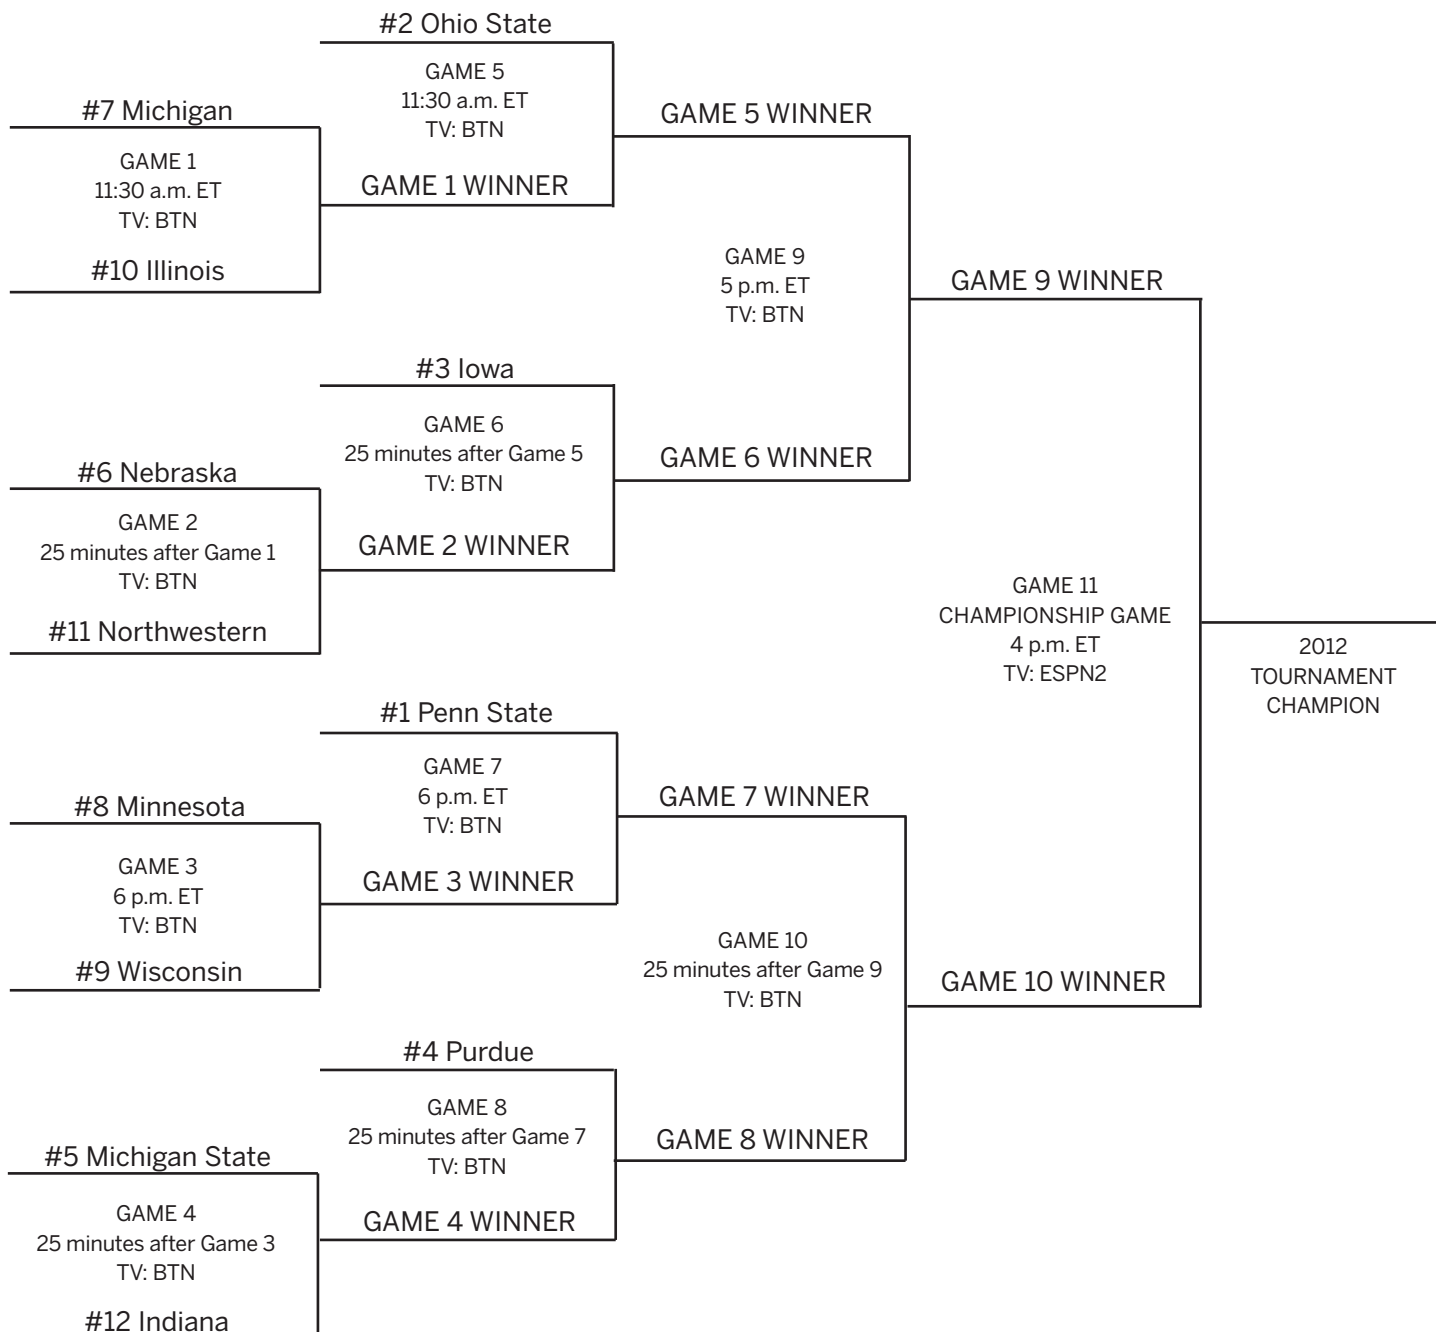 #2 Ohio State
GAME 5
11:30 a.m. ET
TV: BTN
#7 Michigan
GAME 1
11:30 a.m. ET
TV: BTN
#10 Illinois
GAME 1 WINNER
GAME 5 WINNER
GAME 9
5 p.m. ET
TV: BTN
GAME 9 WINNER
#3 Iowa
GAME 6
25 minutes after Game 5
TV: BTN
GAME 6 WINNER
#6 Nebraska
GAME 2
25 minutes after Game 1
TV: BTN
#11 Northwestern
GAME 2 WINNER
GAME 11
CHAMPIONSHIP GAME
4 p.m. ET
TV: ESPN2
2012
TOURNAMENT
CHAMPION
#1 Penn State
GAME 7
6 p.m. ET
TV: BTN
GAME 7 WINNER
#8 Minnesota
GAME 3
6 p.m. ET
TV: BTN
#9 Wisconsin
GAME 3 WINNER
GAME 10
25 minutes after Game 9
TV: BTN
GAME 10 WINNER
#4 Purdue
GAME 8
25 minutes after Game 7
TV: BTN
GAME 8 WINNER
#5 Michigan State
GAME 4
25 minutes after Game 3
TV: BTN
#12 Indiana
GAME 4 WINNER